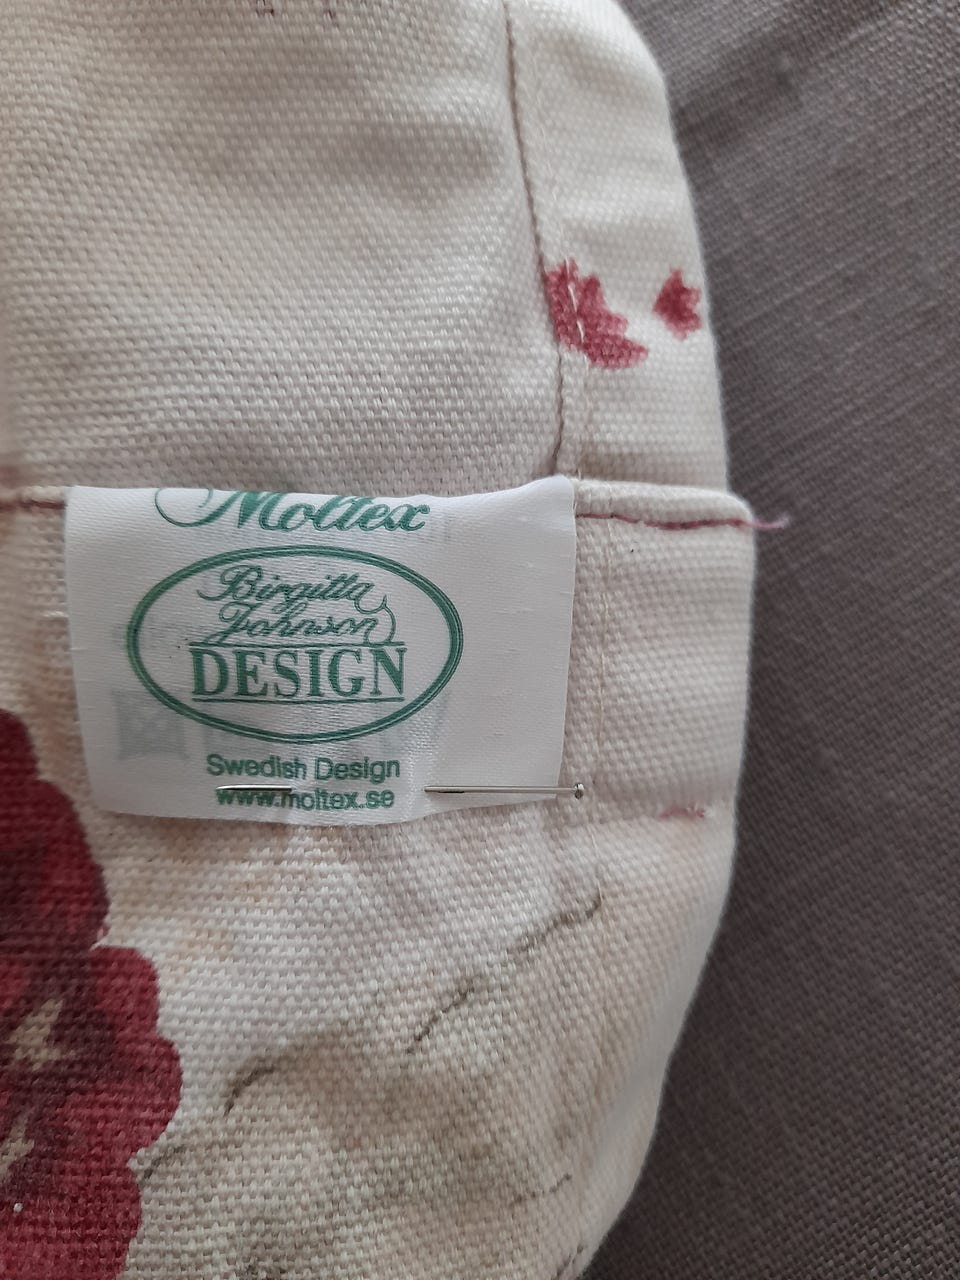 Moltex
Birgitta
Johnson
DESIGN
Swedish Design
www.moltex.se